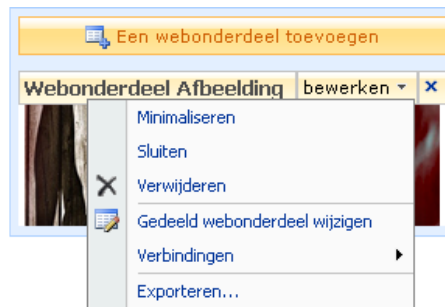 Een webonderdeel toevoegen
Webonderdeel Afbeelding bewerken
Minimaliseren
Sluiten
Verwijderen
Gedeeld webonderdeel wijzigen
Verbindingen
Exporteren...